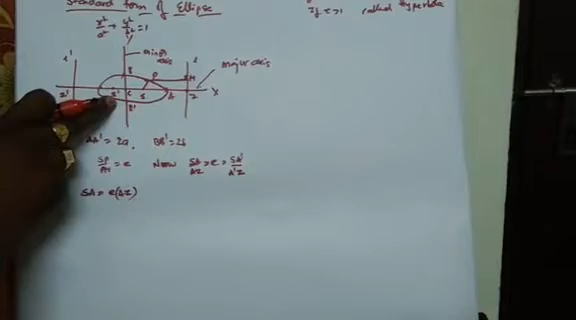 Standard form of Ellipse
If e>1 called Hyperbola
x²/a² + y²/b² = 1
minor axis
major axis
B
P
M
Z'
S'
C
S
A
Z
X
B'
AA' = 2a, BB' = 2b
SP/PM = e Now SA/AZ = e = SA'/A'Z
SA = e(AZ)